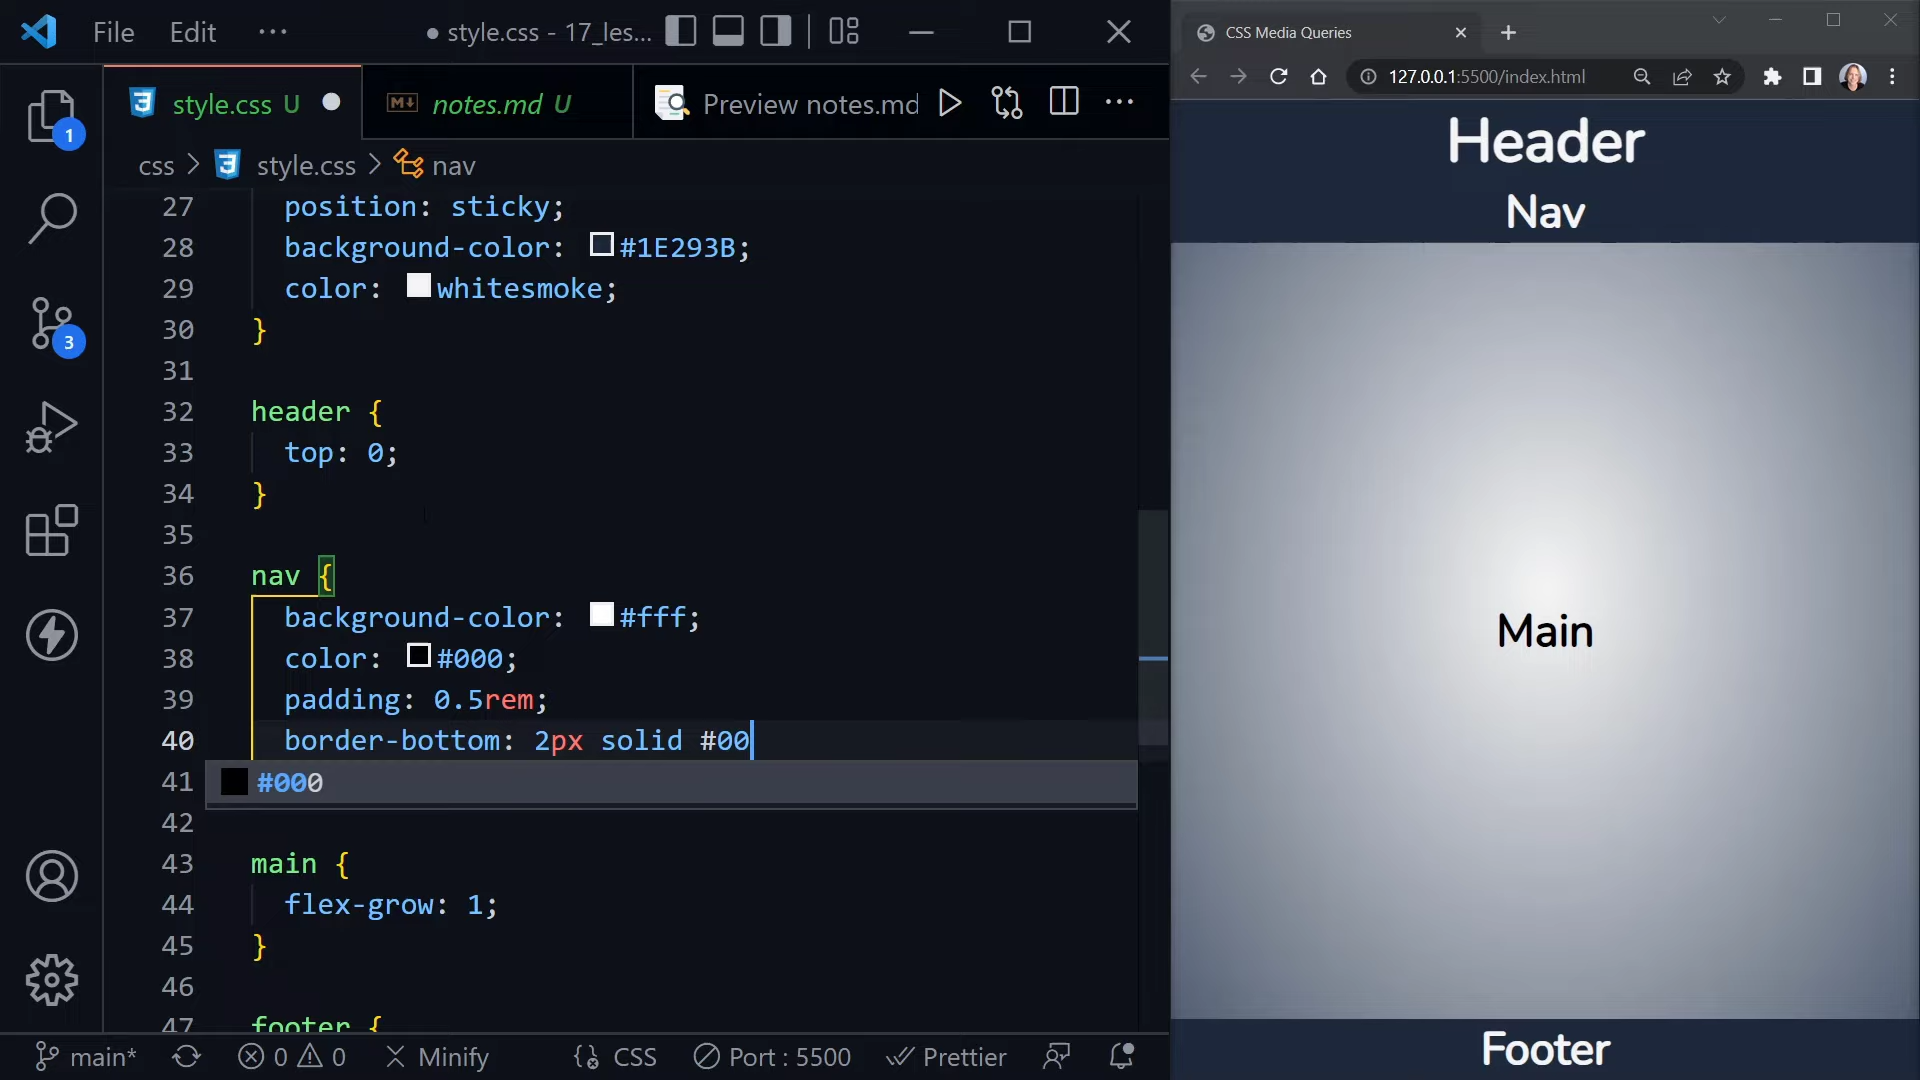 File Edit ··· ● style.css - 17_les...
style.css U ● notes.md U Preview notes.md
css > style.css > nav
27 position: sticky;
28 background-color: #1E293B;
29 color: whitesmoke;
30 }
31
32 header {
33 top: 0;
34 }
35
36 nav {
37 background-color: #fff;
38 color: #000;
39 padding: 0.5rem;
40 border-bottom: 2px solid #00
41 #000
42
43 main {
44 flex-grow: 1;
45 }
46
47 footer {
1
3
main* 0 0 Minify CSS Port : 5500 Prettier
CSS Media Queries
127.0.0.1:5500/index.html
Header
Nav
Main
Footer